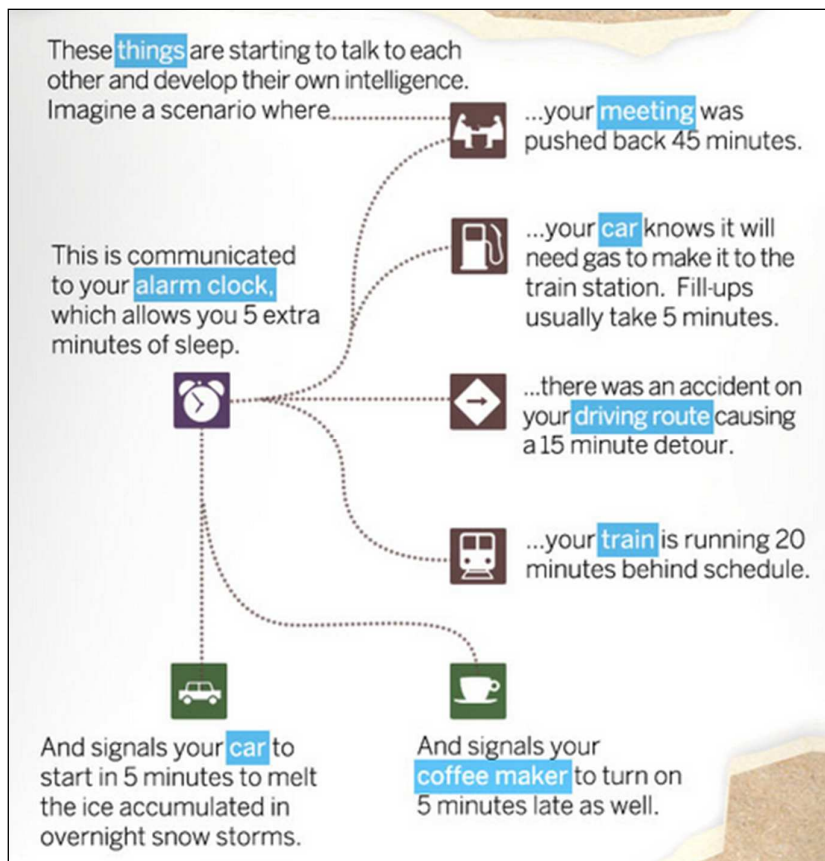 These things are starting to talk to each
other and develop their own intelligence.
Imagine a scenario where..........
...your meeting was
pushed back 45 minutes.
...your car knows it will
need gas to make it to the
train station. Fill-ups
usually take 5 minutes.
This is communicated
to your alarm clock,
which allows you 5 extra
minutes of sleep.
...there was an accident on
your driving route causing
a 15 minute detour.
...your train is running 20
minutes behind schedule.
And signals your car to
start in 5 minutes to melt
the ice accumulated in
overnight snow storms.
And signals your
coffee maker to turn on
5 minutes late as well.